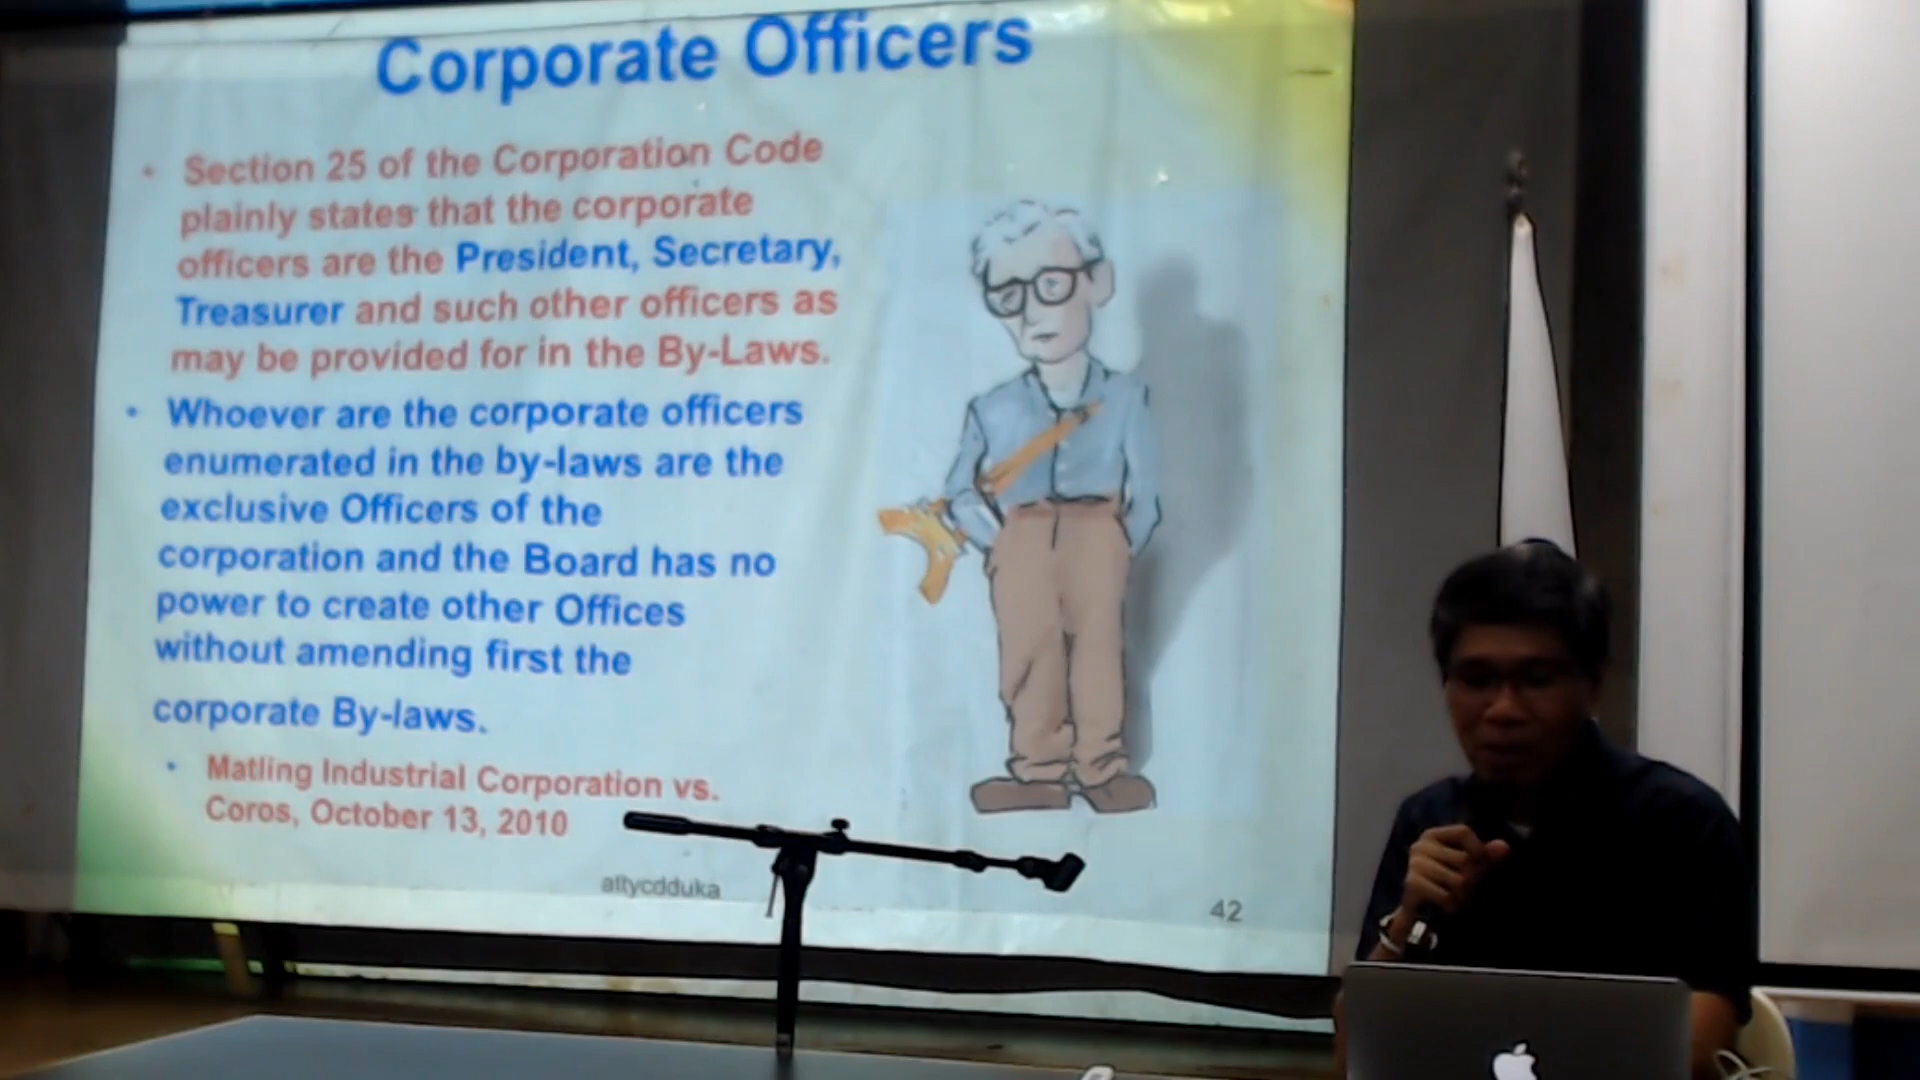 Corporate Officers
• Section 25 of the Corporation Code
plainly states that the corporate
officers are the President, Secretary,
Treasurer and such other officers as
may be provided for in the By-Laws.
• Whoever are the corporate officers
enumerated in the by-laws are the
exclusive Officers of the
corporation and the Board has no
power to create other Offices
without amending first the
corporate By-laws.
• Matling Industrial Corporation vs.
Coros, October 13, 2010
attycdduka
42